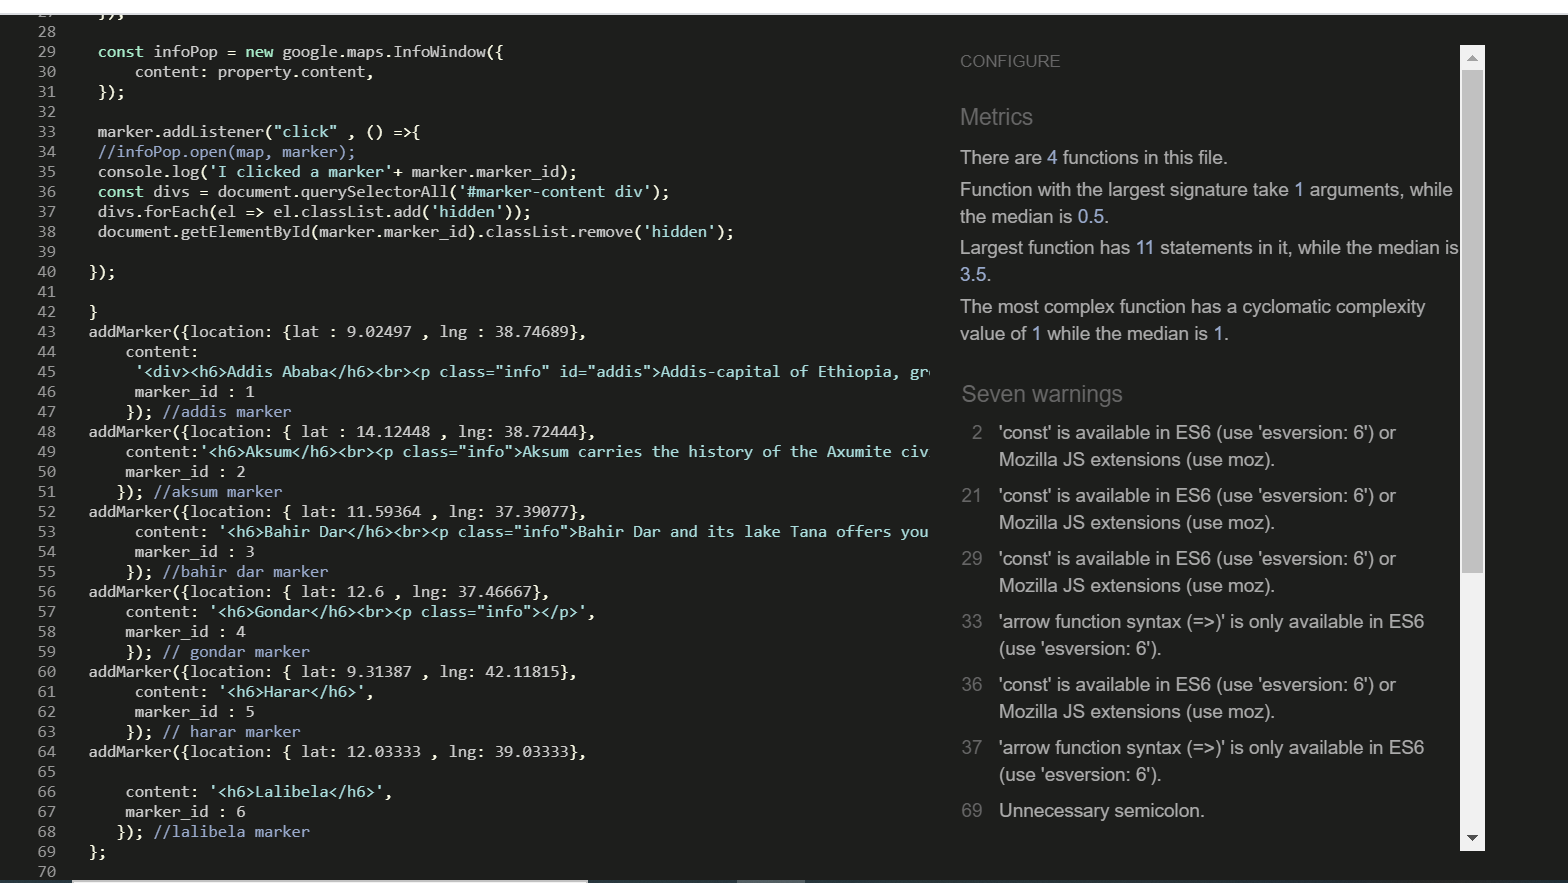 28
29 const infoPop = new google.maps.InfoWindow({
30 content: property.content,
31 });
32
33 marker.addListener("click" , () =>{
34 //infoPop.open(map, marker);
35 console.log('I clicked a marker'+ marker.marker_id);
36 const divs = document.querySelectorAll('#marker-content div');
37 divs.forEach(el => el.classList.add('hidden'));
38 document.getElementById(marker.marker_id).classList.remove('hidden');
39
40 });
41
42 }
43 addMarker({location: {lat : 9.02497 , lng : 38.74689},
44 content:
45 '<div><h6>Addis Ababa</h6><br><p class="info" id="addis">Addis-capital of Ethiopia,
46 marker_id : 1
47 }); //addis marker
48 addMarker({location: { lat : 14.12448 , lng: 38.72444},
49 content:'<h6>Aksum</h6><br><p class="info">Aksum carries the history of the Axumite
50 marker_id : 2
51 }); //aksum marker
52 addMarker({location: { lat: 11.59364 , lng: 37.39077},
53 content: '<h6>Bahir Dar</h6><br><p class="info">Bahir Dar and its lake Tana offers you
54 marker_id : 3
55 }); //bahir dar marker
56 addMarker({location: { lat: 12.6 , lng: 37.46667},
57 content: '<h6>Gondar</h6><br><p class="info"></p>',
58 marker_id : 4
59 }); // gondar marker
60 addMarker({location: { lat: 9.31387 , lng: 42.11815},
61 content: '<h6>Harar</h6>',
62 marker_id : 5
63 }); // harar marker
64 addMarker({location: { lat: 12.03333 , lng: 39.03333},
65
66 content: '<h6>Lalibela</h6>',
67 marker_id : 6
68 }); //lalibela marker
69 };
70
CONFIGURE
Metrics
There are 4 functions in this file.
Function with the largest signature take 1 arguments, while
the median is 0.5.
Largest function has 11 statements in it, while the median is
3.5.
The most complex function has a cyclomatic complexity
value of 1 while the median is 1.
Seven warnings
2 'const' is available in ES6 (use 'esversion: 6') or
Mozilla JS extensions (use moz).
21 'const' is available in ES6 (use 'esversion: 6') or
Mozilla JS extensions (use moz).
29 'const' is available in ES6 (use 'esversion: 6') or
Mozilla JS extensions (use moz).
33 'arrow function syntax (=>)' is only available in ES6
(use 'esversion: 6').
36 'const' is available in ES6 (use 'esversion: 6') or
Mozilla JS extensions (use moz).
37 'arrow function syntax (=>)' is only available in ES6
(use 'esversion: 6').
69 Unnecessary semicolon.